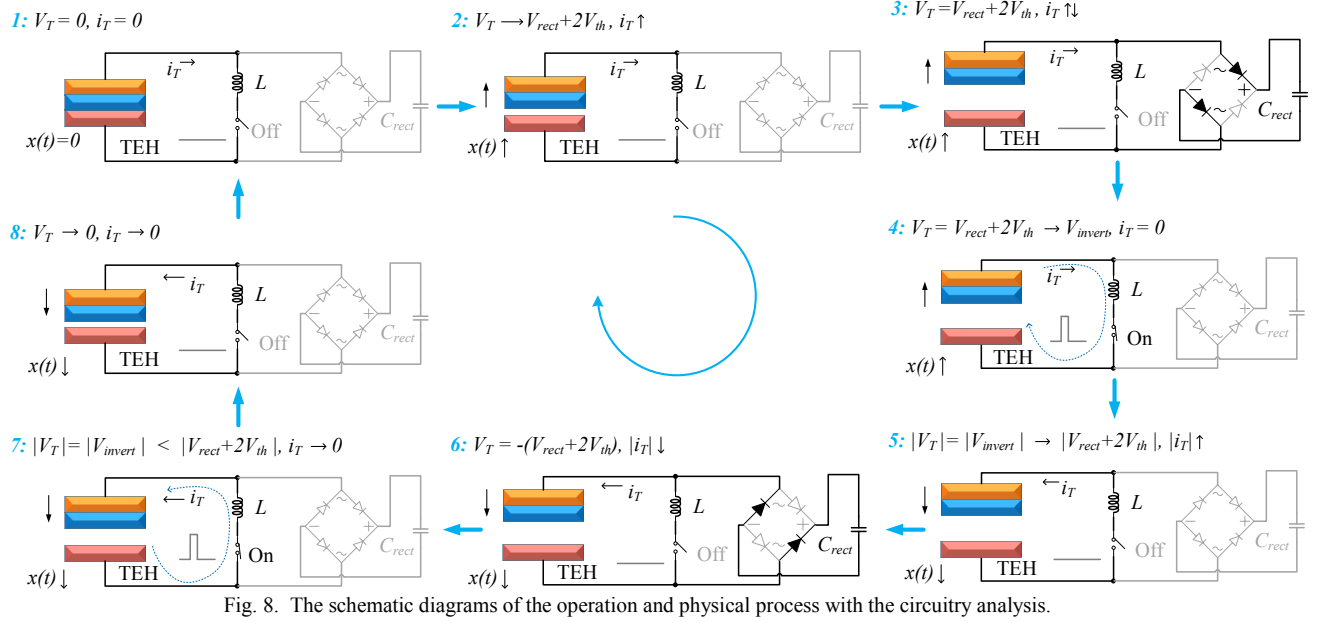 1: V_T = 0, i_T = 0
i_T →
L
Off
C_rect
x(t)=0
TEH
2: V_T → V_rect+2V_th , i_T ↑
i_T →
L
Off
C_rect
x(t) ↑
TEH
3: V_T =V_rect+2V_th , i_T ↑↓
i_T →
L
Off
C_rect
x(t) ↑
TEH
4: V_T = V_rect+2V_th → V_invert, i_T = 0
i_T →
L
On
C_rect
x(t) ↑
TEH
5: |V_T|= |V_invert | → |V_rect+2V_th |, |i_T| ↑
← i_T
L
Off
C_rect
x(t) ↓
TEH
6: V_T = -(V_rect+2V_th), |i_T| ↓
← i_T
L
Off
C_rect
x(t) ↓
TEH
7: |V_T|= |V_invert | < |V_rect+2V_th |, i_T → 0
← i_T
L
On
C_rect
x(t) ↓
TEH
8: V_T → 0, i_T → 0
← i_T
L
Off
C_rect
x(t) ↓
TEH
Fig. 8. The schematic diagrams of the operation and physical process with the circuitry analysis.